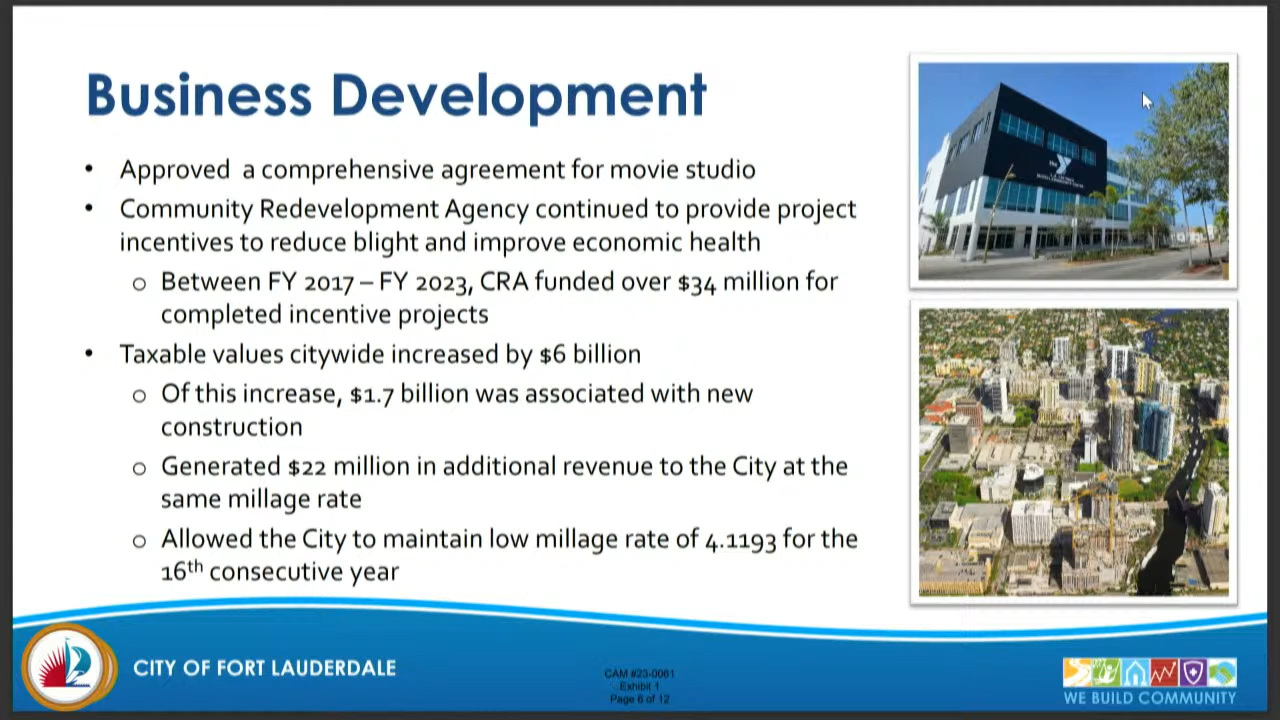 Business Development
• Approved a comprehensive agreement for movie studio
• Community Redevelopment Agency continued to provide project
incentives to reduce blight and improve economic health
o Between FY 2017 – FY 2023, CRA funded over $34 million for
completed incentive projects
• Taxable values citywide increased by $6 billion
o Of this increase, $1.7 billion was associated with new
construction
o Generated $22 million in additional revenue to the City at the
same millage rate
o Allowed the City to maintain low millage rate of 4.1193 for the
16th consecutive year
the Y
CITY OF FORT LAUDERDALE
CAM #23-0061
Exhibit 1
Page 6 of 12
WE BUILD COMMUNITY